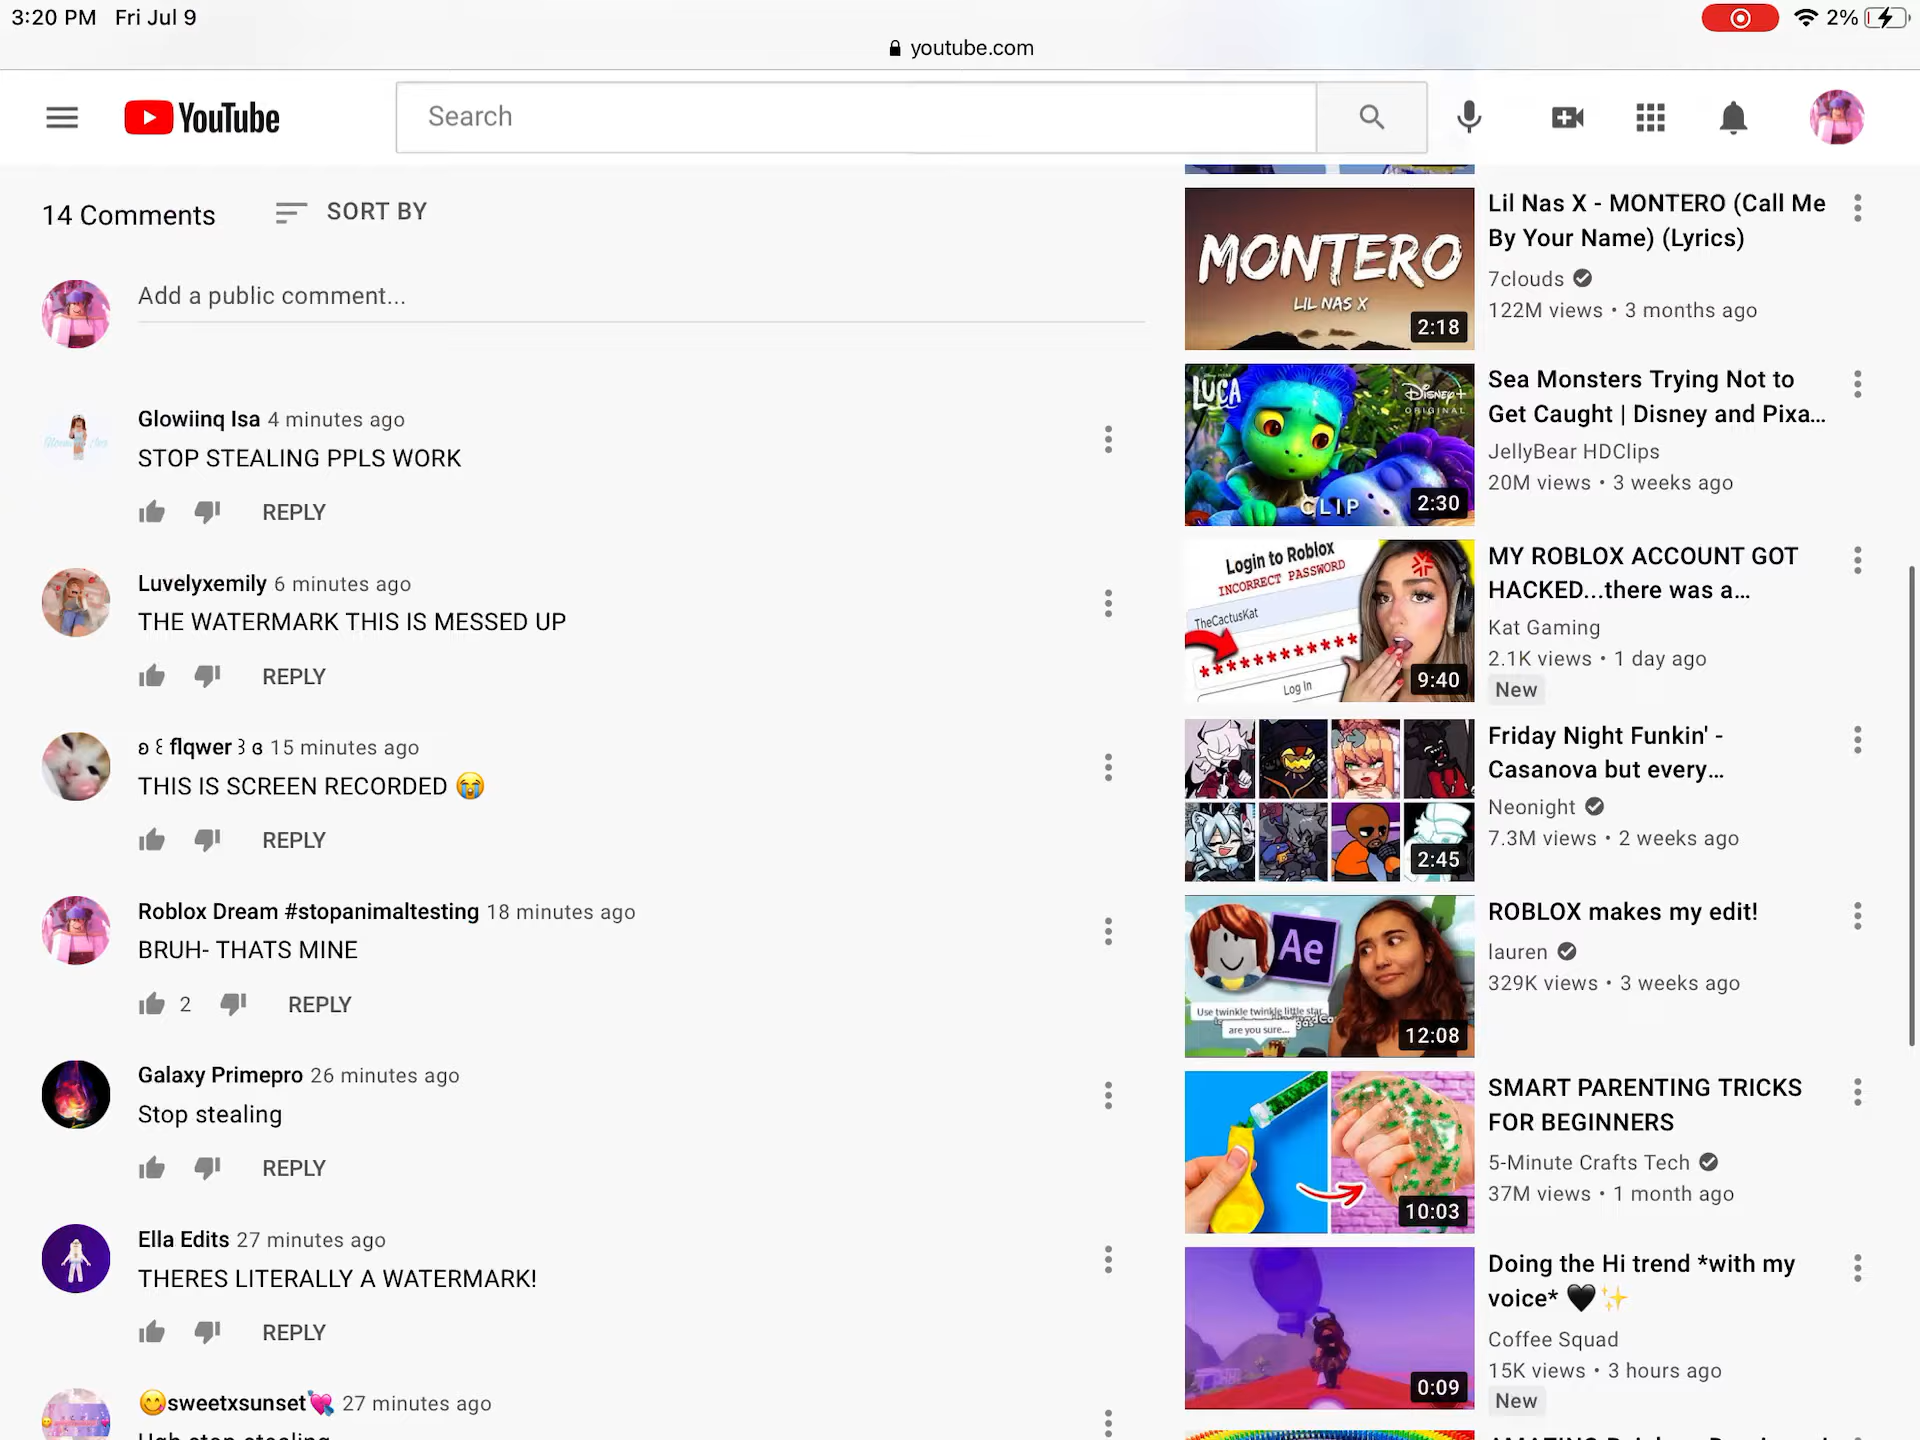 3:20 PM Fri Jul 9
2%
youtube.com
YouTube
Search
14 Comments
SORT BY
Add a public comment...
Glowiinq Isa 4 minutes ago
STOP STEALING PPLS WORK
REPLY
Luvelyxemily 6 minutes ago
THE WATERMARK THIS IS MESSED UP
REPLY
ʚ꒰ flqwer ꒱ɞ 15 minutes ago
THIS IS SCREEN RECORDED 😭
REPLY
Roblox Dream #stopanimaltesting 18 minutes ago
BRUH- THATS MINE
2 REPLY
Galaxy Primepro 26 minutes ago
Stop stealing
REPLY
Ella Edits 27 minutes ago
THERES LITERALLY A WATERMARK!
REPLY
😋sweetxsunset💘 27 minutes ago
Ugh stop stealing
MONTERO
LIL NAS X
2:18
Lil Nas X - MONTERO (Call Me
By Your Name) (Lyrics)
7clouds
122M views • 3 months ago
LUCA
Disney+
ORIGINAL
CLIP
2:30
Sea Monsters Trying Not to
Get Caught | Disney and Pixa...
JellyBear HDClips
20M views • 3 weeks ago
Login to Roblox
INCORRECT PASSWORD
TheCactusKat
***********
Log In
9:40
MY ROBLOX ACCOUNT GOT
HACKED...there was a...
Kat Gaming
2.1K views • 1 day ago
New
2:45
Friday Night Funkin' -
Casanova but every...
Neonight
7.3M views • 2 weeks ago
Ae
Use twinkle twinkle little star
are you sure...
12:08
ROBLOX makes my edit!
lauren
329K views • 3 weeks ago
10:03
SMART PARENTING TRICKS
FOR BEGINNERS
5-Minute Crafts Tech
37M views • 1 month ago
0:09
Doing the Hi trend *with my
voice* 🖤✨
Coffee Squad
15K views • 3 hours ago
New